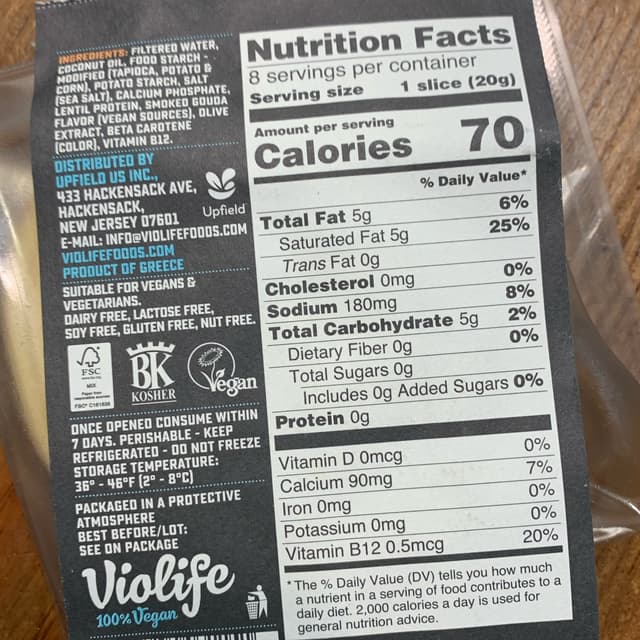 INGREDIENTS: FILTERED WATER,
COCONUT OIL, FOOD STARCH -
MODIFIED (TAPIOCA, POTATO &
CORN), POTATO STARCH, SALT
(SEA SALT), CALCIUM PHOSPHATE,
LENTIL PROTEIN, SMOKED GOUDA
FLAVOR (VEGAN SOURCES), OLIVE
EXTRACT, BETA CAROTENE
(COLOR), VITAMIN B12.
DISTRIBUTED BY
UPFIELD US INC.,
433 HACKENSACK AVE,
HACKENSACK,
NEW JERSEY 07601
E-MAIL: INFO@VIOLIFEFOODS.COM
VIOLIFEFOODS.COM
PRODUCT OF GREECE
Upfield
SUITABLE FOR VEGANS &
VEGETARIANS.
DAIRY FREE, LACTOSE FREE,
SOY FREE, GLUTEN FREE, NUT FREE.
FSC
MIX
BK
KOSHER
Vegan
ONCE OPENED CONSUME WITHIN
7 DAYS. PERISHABLE - KEEP
REFRIGERATED - DO NOT FREEZE
STORAGE TEMPERATURE:
36° - 46°F (2° - 8°C)
PACKAGED IN A PROTECTIVE
ATMOSPHERE
BEST BEFORE/LOT:
SEE ON PACKAGE
Violife
100% Vegan
Nutrition Facts
8 servings per container
Serving size 1 slice (20g)
Amount per serving
Calories 70
% Daily Value*
Total Fat 5g 6%
Saturated Fat 5g 25%
Trans Fat 0g
Cholesterol 0mg 0%
Sodium 180mg 8%
Total Carbohydrate 5g 2%
Dietary Fiber 0g 0%
Total Sugars 0g
Includes 0g Added Sugars 0%
Protein 0g
Vitamin D 0mcg 0%
Calcium 90mg 7%
Iron 0mg 0%
Potassium 0mg 0%
Vitamin B12 0.5mcg 20%
*The % Daily Value (DV) tells you how much
a nutrient in a serving of food contributes to a
daily diet. 2,000 calories a day is used for
general nutrition advice.